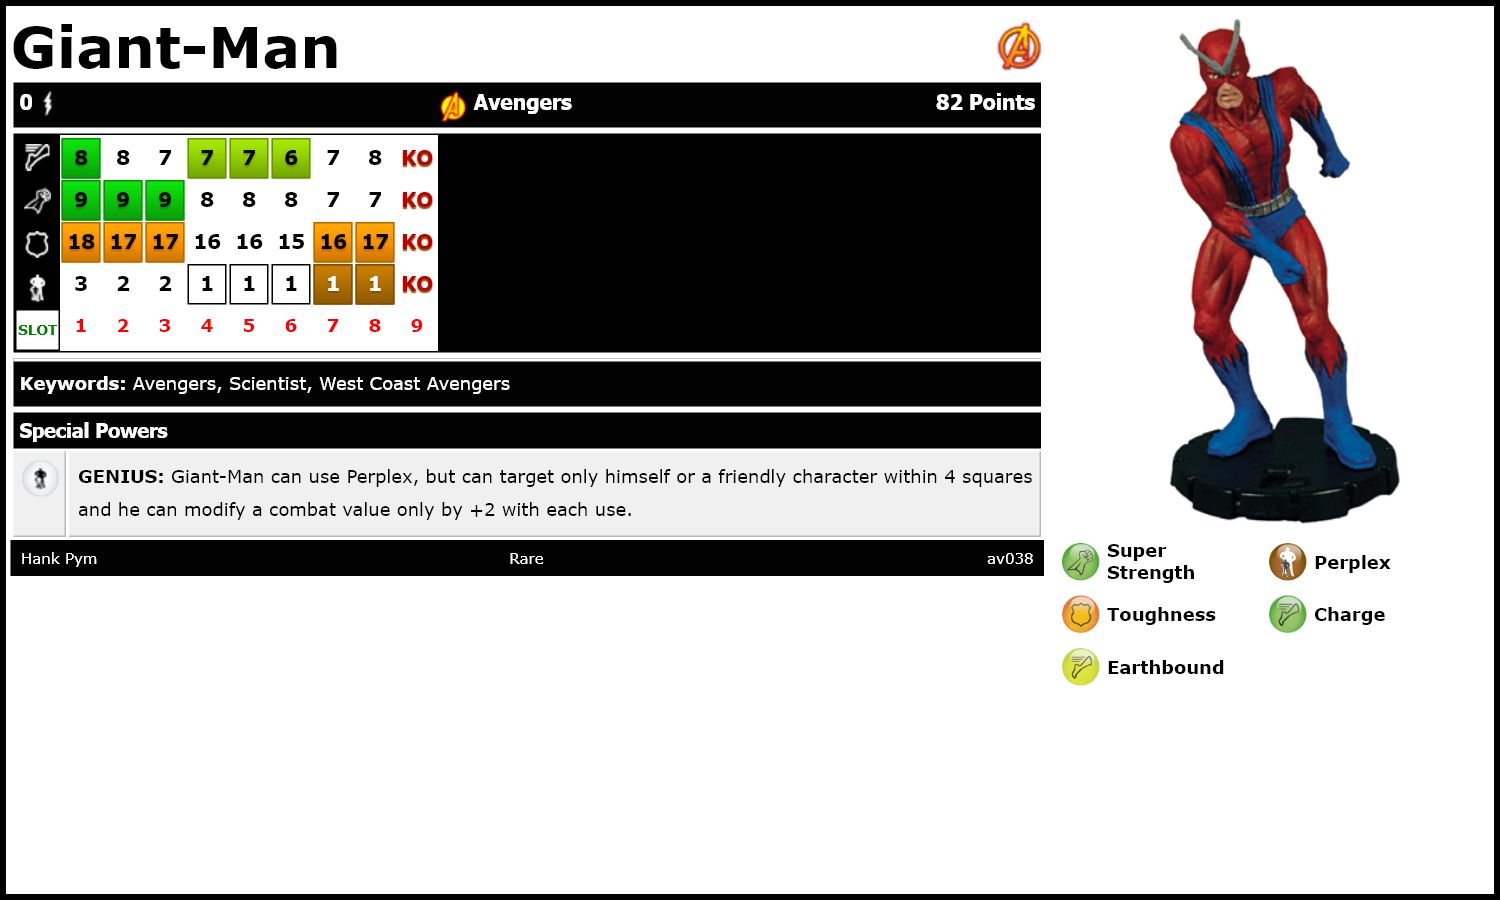 Giant-Man
0 Avengers 82 Points
8 8 7 7 7 6 7 8 KO
9 9 9 8 8 8 7 7 KO
18 17 17 16 16 15 16 17 KO
3 2 2 1 1 1 1 1 KO
SLOT 1 2 3 4 5 6 7 8 9
Keywords: Avengers, Scientist, West Coast Avengers
Special Powers
GENIUS: Giant-Man can use Perplex, but can target only himself or a friendly character within 4 squares
and he can modify a combat value only by +2 with each use.
Hank Pym Rare av038
Super
Strength
Perplex
Toughness
Charge
Earthbound